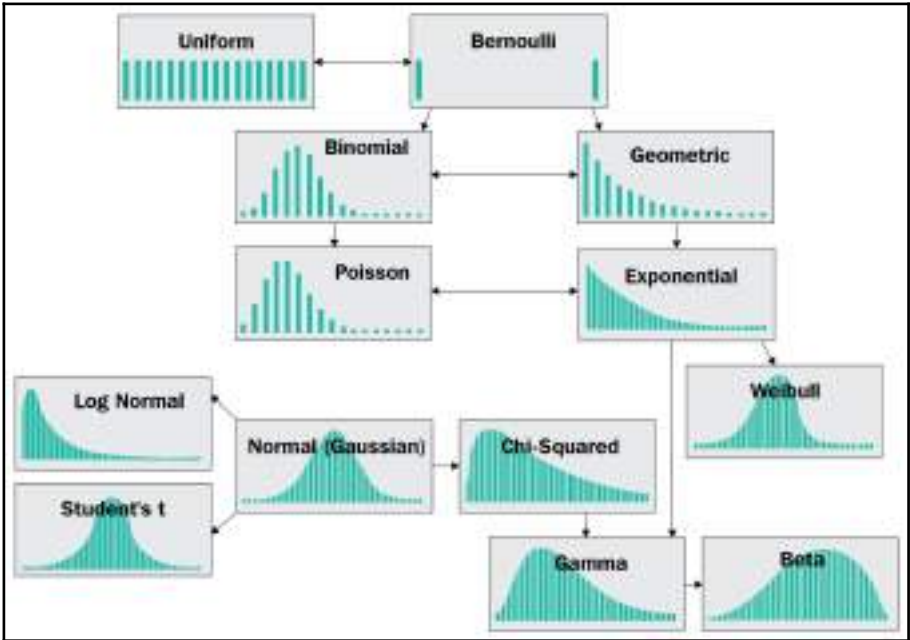 Uniform
Bernoulli
Binomial
Geometric
Poisson
Exponential
Weibull
Log Normal
Normal (Gaussian)
Chi-Squared
Student's t
Gamma
Beta